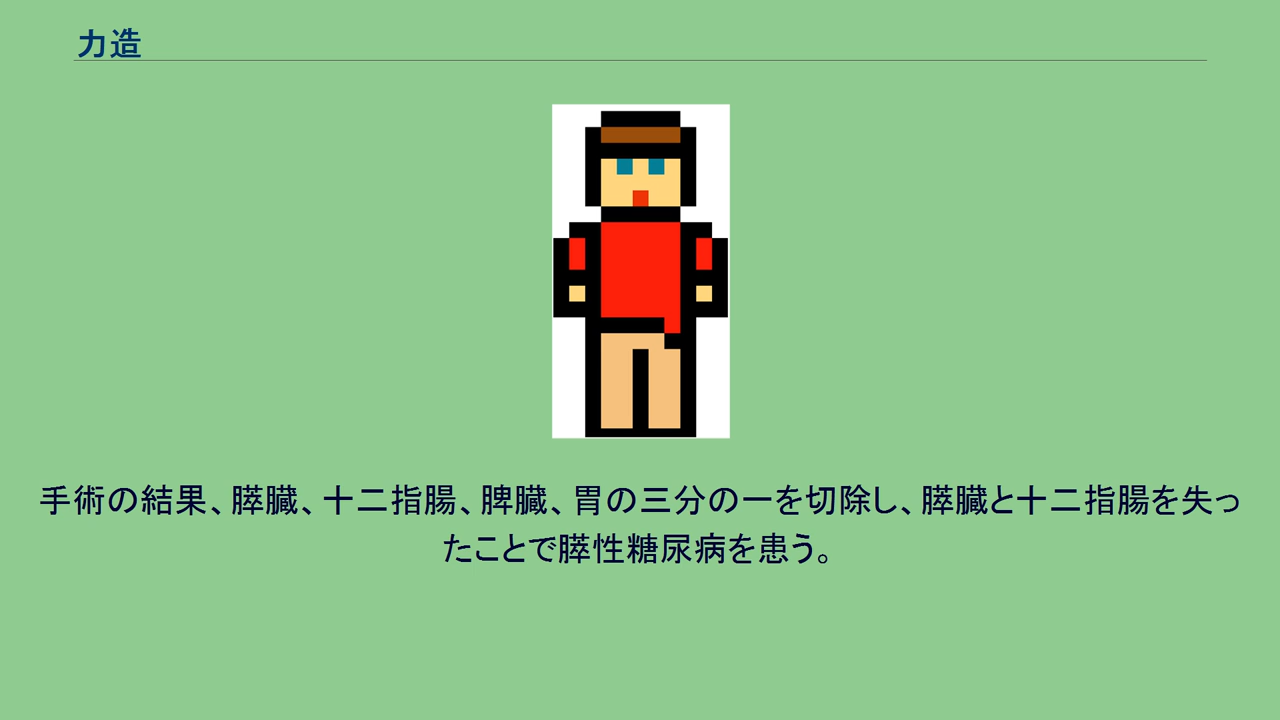 力造
手術の結果、膵臓、十二指腸、脾臓、胃の三分の一を切除し、膵臓と十二指腸を失っ
たことで膵性糖尿病を患う。